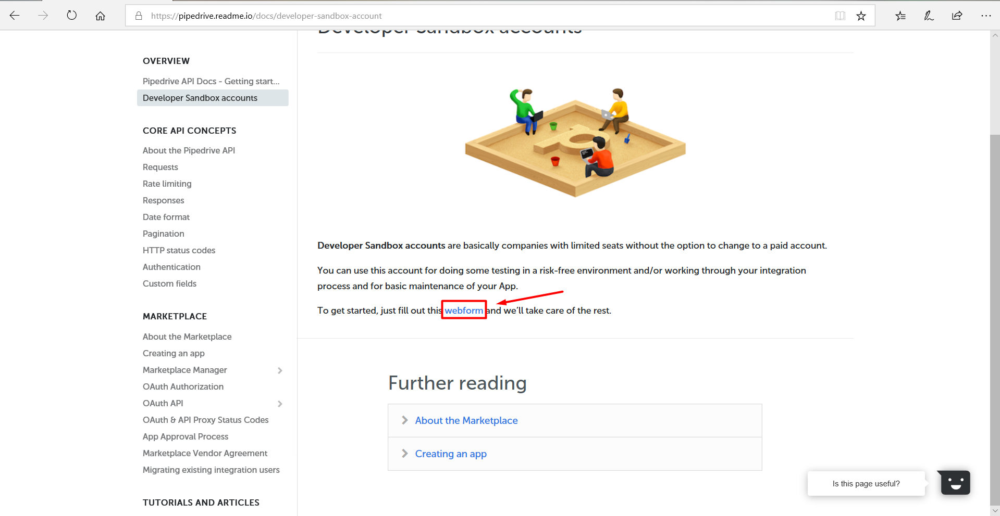 https://pipedrive.readme.io/docs/developer-sandbox-account
Developer Sandbox accounts
OVERVIEW
Pipedrive API Docs - Getting start...
Developer Sandbox accounts
CORE API CONCEPTS
About the Pipedrive API
Requests
Rate limiting
Responses
Date format
Pagination
HTTP status codes
Authentication
Custom fields
MARKETPLACE
About the Marketplace
Creating an app
Marketplace Manager
OAuth Authorization
OAuth API
OAuth & API Proxy Status Codes
App Approval Process
Marketplace Vendor Agreement
Migrating existing integration users
TUTORIALS AND ARTICLES
Developer Sandbox accounts are basically companies with limited seats without the option to change to a paid account.
You can use this account for doing some testing in a risk-free environment and/or working through your integration
process and for basic maintenance of your App.
To get started, just fill out this webform and we’ll take care of the rest.
Further reading
About the Marketplace
Creating an app
Is this page useful?